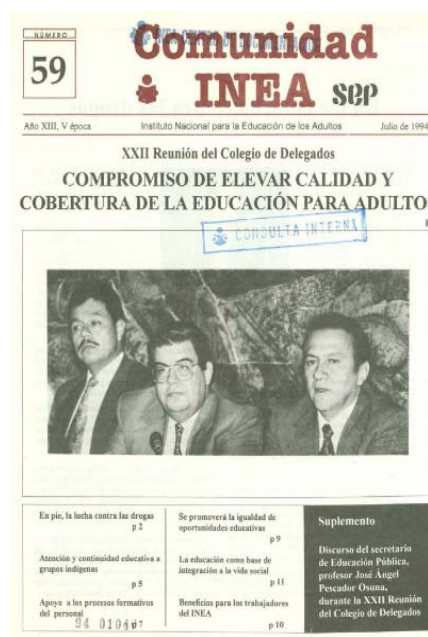 NÚMERO
59
INEA CENTRO DE DOCUMENTACION
Comunidad
INEA SEP
Año XIII, V época
Instituto Nacional para la Educación de los Adultos
Julio de 1994
XXII Reunión del Colegio de Delegados
COMPROMISO DE ELEVAR CALIDAD Y
COBERTURA DE LA EDUCACIÓN PARA ADULTO
CONSULTA INTERNA
En pie, la lucha contra las drogas
p 2
Atención y continuidad educativa a
grupos indígenas
p 5
Apoyo a los procesos formativos
del personal
p 7
Se promoverá la igualdad de
oportunidades educativas
p 9
La educación como base de
integración a la vida social
p 11
Beneficios para los trabajadores
del INEA
p 10
Suplemento
Discurso del secretario
de Educación Pública,
profesor José Ángel
Pescador Osuna,
durante la XXII Reunión
del Colegio de Delegados